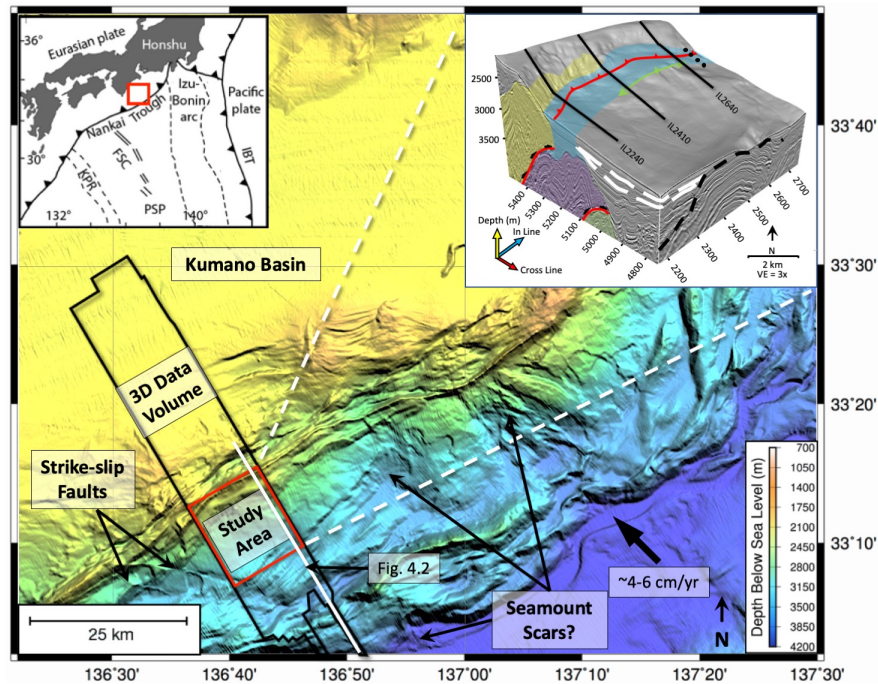 36°
Eurasian plate
Honshu
Izu-
Bonin
arc
Pacific
plate
Nankai Trough
30°
FSC
KPR
IBT
PSP
132°
140°
2500
3000
3500
IL2640
IL2410
IL2240
5400
5300
5200
5100
5000
4900
4800
2200
2300
2400
2500
2600
2700
Depth (m)
In Line
Cross Line
N
2 km
VE = 3x
Kumano Basin
3D Data
Volume
Strike-slip
Faults
Study
Area
Fig. 4.2
Seamount
Scars?
~4-6 cm/yr
N
25 km
Depth Below Sea Level (m)
700
1050
1400
1750
2100
2450
2800
3150
3500
3850
4200
33°40'
33°30'
33°20'
33°10'
136°30'
136°40'
136°50'
137°00'
137°10'
137°20'
137°30'